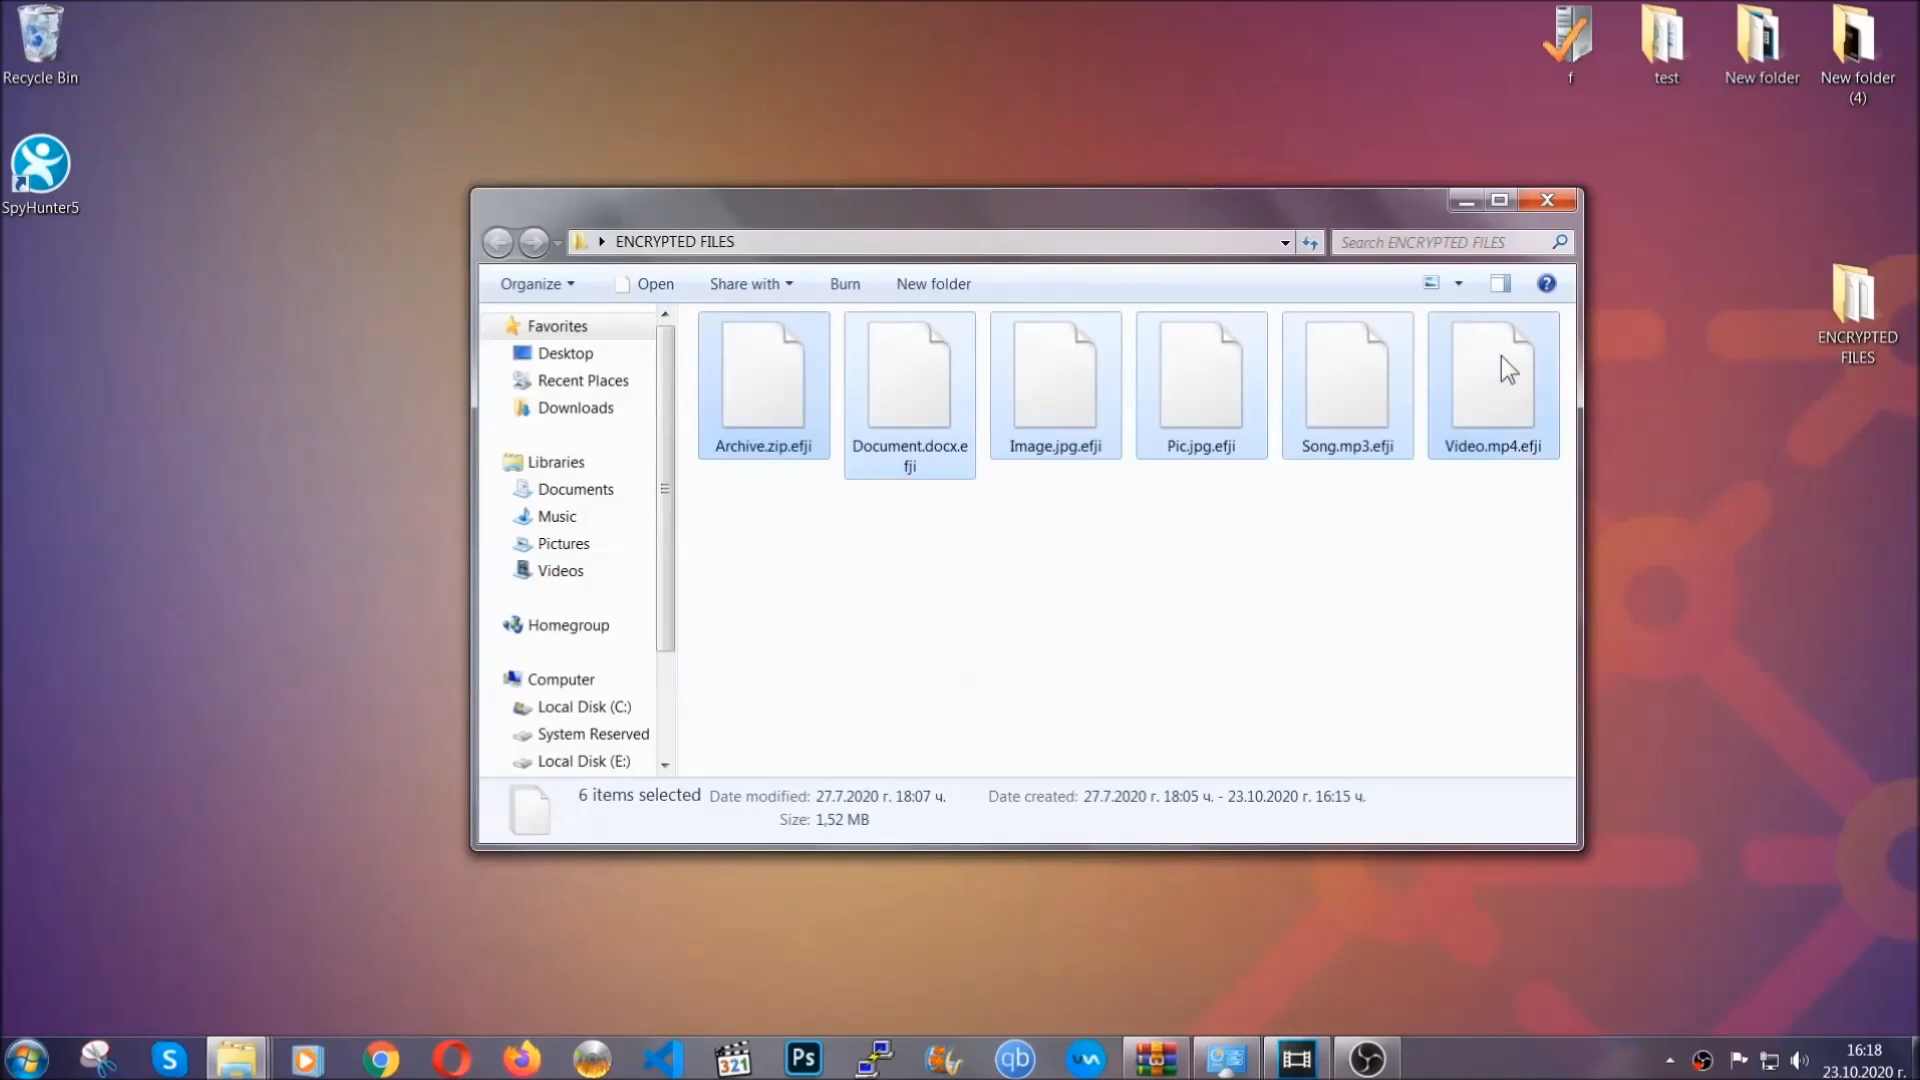 Recycle Bin
SpyHunter5
f
test
New folder
New folder
(4)
ENCRYPTED
FILES
ENCRYPTED FILES
Search ENCRYPTED FILES
Organize
Open
Share with
Burn
New folder
Favorites
Desktop
Recent Places
Downloads
Libraries
Documents
Music
Pictures
Videos
Homegroup
Computer
Local Disk (C:)
System Reserved
Local Disk (E:)
Archive.zip.efji
Document.docx.e
fji
Image.jpg.efji
Pic.jpg.efji
Song.mp3.efji
Video.mp4.efji
6 items selected
Date modified: 27.7.2020 г. 18:07 ч.
Date created: 27.7.2020 г. 18:05 ч. - 23.10.2020 г. 16:15 ч.
Size: 1,52 MB
S
321
Ps
qb
16:18
23.10.2020 г.